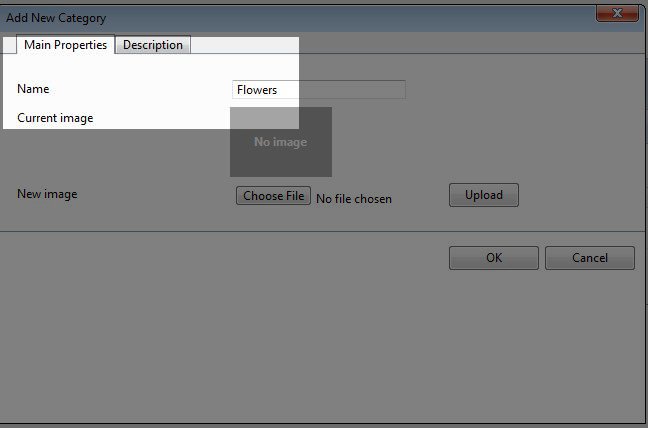 Add New Category
Main Properties Description
Name Flowers
Current image
No image
New image Choose File No file chosen Upload
OK Cancel